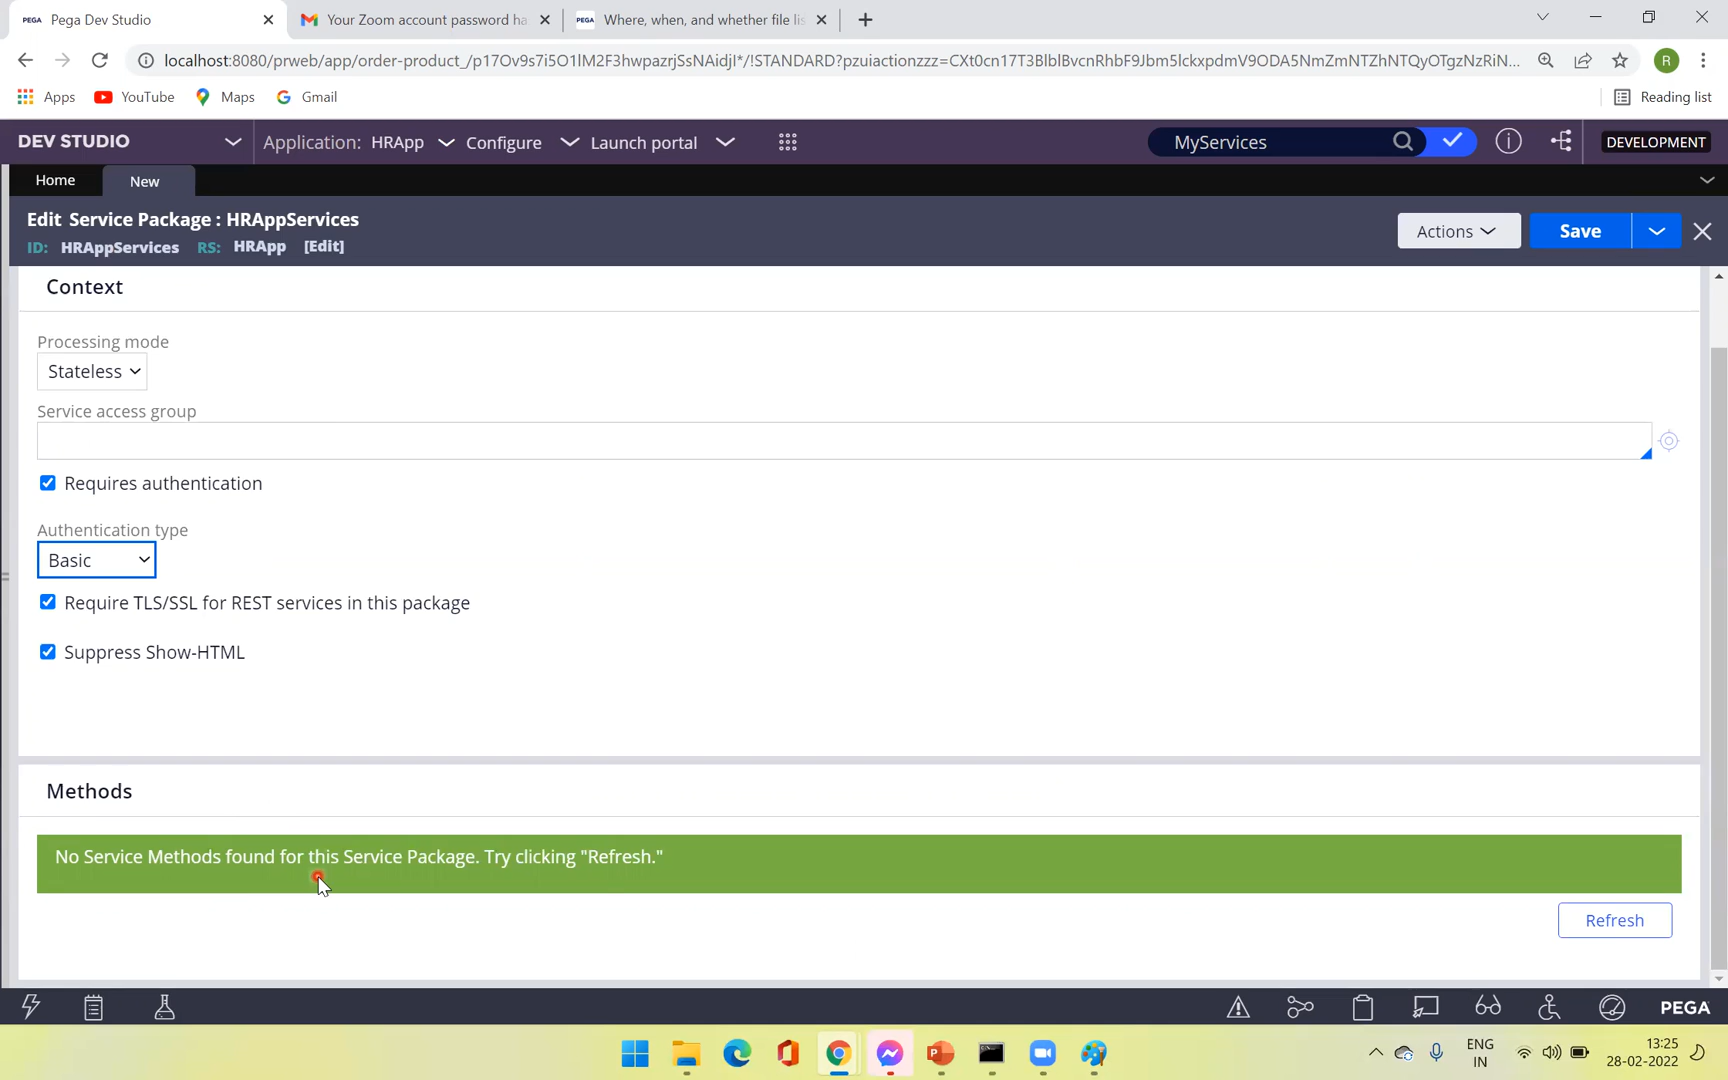 PEGA Pega Dev Studio
Your Zoom account password ha
PEGA Where, when, and whether file lis
localhost:8080/prweb/app/order-product_/p17Ov9s7i5O1lM2F3hwpazrjSsNAidjI*/!STANDARD?pzuiactionzzz=CXt0cn17T3BlblBvcnRhbF9Jbm5lckxpdmV9ODA5NmZmNTZhNTQyOTgzNzRiN...
R
Apps YouTube Maps Gmail
Reading list
DEV STUDIO
Application: HRApp Configure Launch portal
MyServices
DEVELOPMENT
Home New
Edit Service Package : HRAppServices
ID: HRAppServices RS: HRApp [Edit]
Actions Save
Context
Processing mode
Stateless
Service access group
Requires authentication
Authentication type
Basic
Require TLS/SSL for REST services in this package
Suppress Show-HTML
Methods
No Service Methods found for this Service Package. Try clicking "Refresh."
Refresh
PEGA
ENG
IN
13:25
28-02-2022